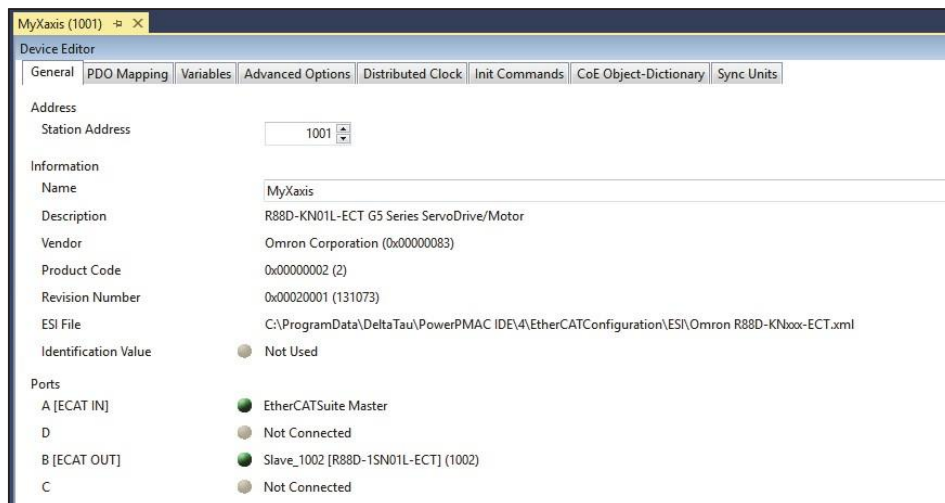 MyXaxis (1001)
Device Editor
General PDO Mapping Variables Advanced Options Distributed Clock Init Commands CoE Object-Dictionary Sync Units
Address
Station Address 1001
Information
Name MyXaxis
Description R88D-KN01L-ECT G5 Series ServoDrive/Motor
Vendor Omron Corporation (0x00000083)
Product Code 0x00000002 (2)
Revision Number 0x00020001 (131073)
ESI File C:\ProgramData\DeltaTau\PowerPMAC IDE\4\EtherCATConfiguration\ESI\Omron R88D-KNxxx-ECT.xml
Identification Value Not Used
Ports
A [ECAT IN] EtherCATSuite Master
D Not Connected
B [ECAT OUT] Slave_1002 [R88D-1SN01L-ECT] (1002)
C Not Connected